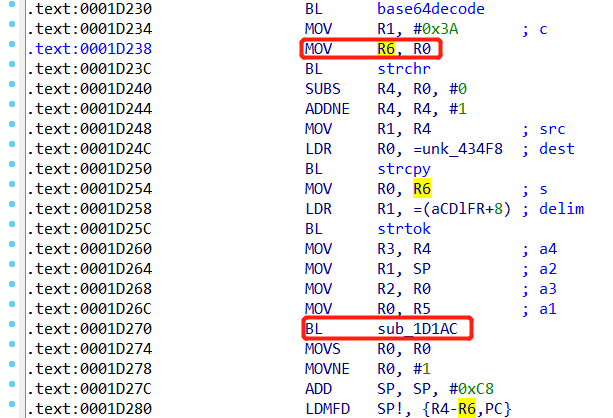 .text:0001D230 BL base64decode
.text:0001D234 MOV R1, #0x3A ; c
.text:0001D238 MOV R6, R0
.text:0001D23C BL strchr
.text:0001D240 SUBS R4, R0, #0
.text:0001D244 ADDNE R4, R4, #1
.text:0001D248 MOV R1, R4 ; src
.text:0001D24C LDR R0, =unk_434F8 ; dest
.text:0001D250 BL strcpy
.text:0001D254 MOV R0, R6 ; s
.text:0001D258 LDR R1, =(aCDlFR+8) ; delim
.text:0001D25C BL strtok
.text:0001D260 MOV R3, R4 ; a4
.text:0001D264 MOV R1, SP ; a2
.text:0001D268 MOV R2, R0 ; a3
.text:0001D26C MOV R0, R5 ; a1
.text:0001D270 BL sub_1D1AC
.text:0001D274 MOVS R0, R0
.text:0001D278 MOVNE R0, #1
.text:0001D27C ADD SP, SP, #0xC8
.text:0001D280 LDMFD SP!, {R4-R6,PC}